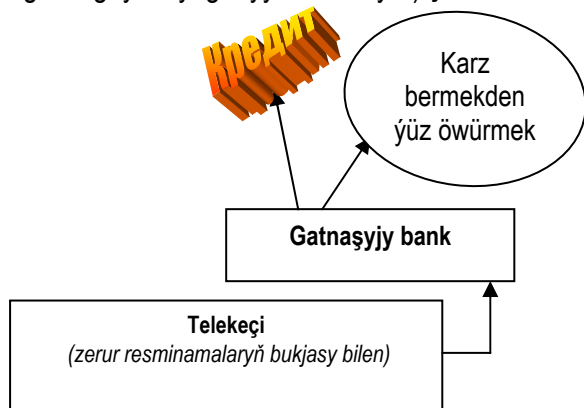 Кредит
Karz
bermekden
ýüz öwürmek
Gatnaşyjy bank
Telekeçi
(zerur resminamalaryň bukjasy bilen)